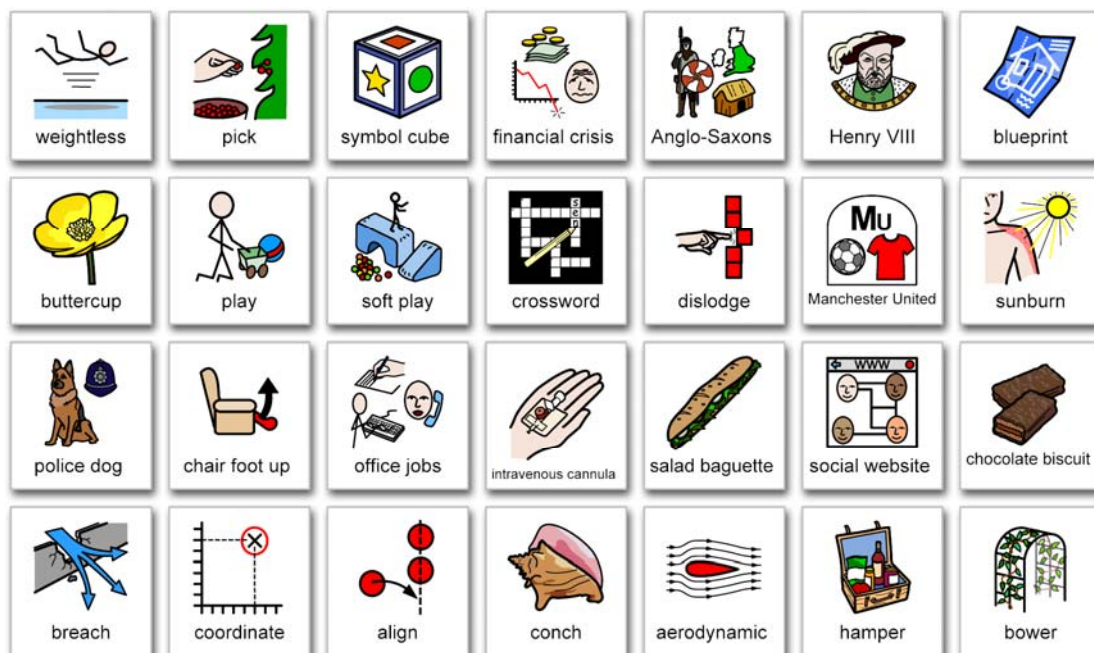 weightless
pick
symbol cube
financial crisis
Anglo-Saxons
Henry VIII
blueprint
buttercup
play
soft play
sen
crossword
dislodge
Mu
Manchester United
sunburn
police dog
chair foot up
office jobs
intravenous cannula
salad baguette
WWW
social website
chocolate biscuit
breach
coordinate
align
conch
aerodynamic
hamper
bower